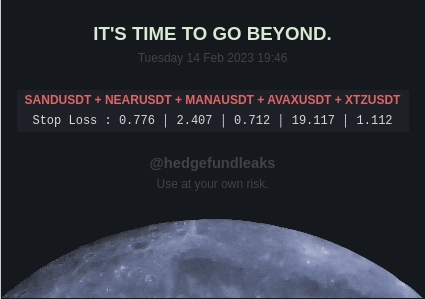 IT'S TIME TO GO BEYOND.
Tuesday 14 Feb 2023 19:46
SANDUSDT + NEARUSDT + MANAUSDT + AVAXUSDT + XTZUSDT
Stop Loss : 0.776 | 2.407 | 0.712 | 19.117 | 1.112
@hedgefundleaks
Use at your own risk.